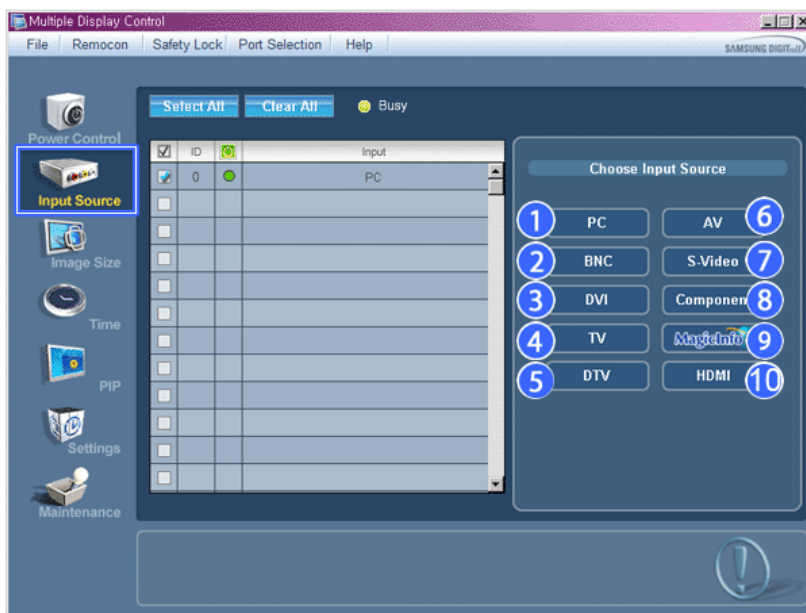 Multiple Display Control
File Remocon Safety Lock Port Selection Help
SAMSUNG DIGITall
Select All Clear All Busy
Power Control
Input Source
Image Size
Time
PIP
Settings
Maintenance
ID Input
0 PC
Choose Input Source
1 PC AV 6
2 BNC S-Video 7
3 DVI Componen 8
4 TV MagicInfo 9
5 DTV HDMI 10